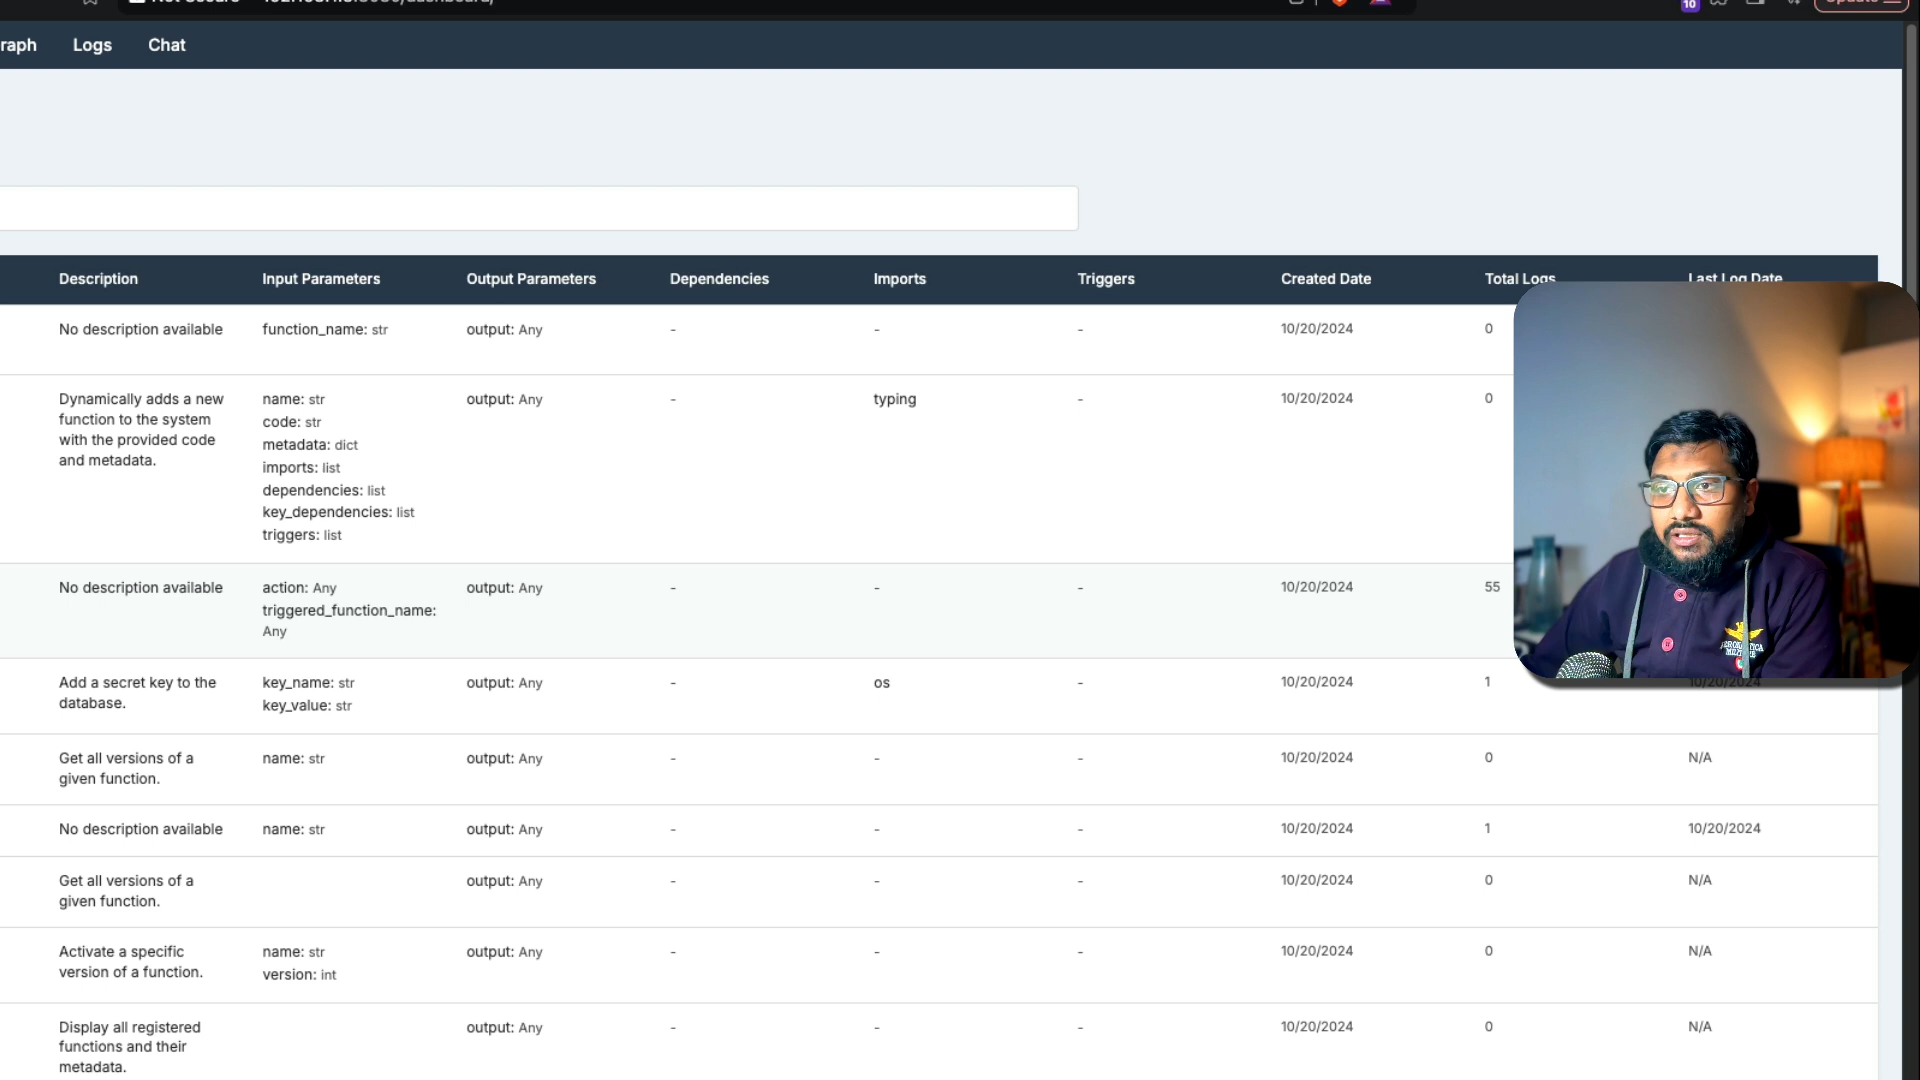 raph Logs Chat
Description Input Parameters Output Parameters Dependencies Imports Triggers Created Date Total Logs Last Log Date
No description available function_name: str output: Any - - - 10/20/2024 0
Dynamically adds a new name: str output: Any - typing - 10/20/2024 0
function to the system code: str
with the provided code metadata: dict
and metadata. imports: list
dependencies: list
key_dependencies: list
triggers: list
No description available action: Any output: Any - - - 10/20/2024 55
triggered_function_name:
Any
Add a secret key to the key_name: str output: Any - os - 10/20/2024 1 10/20/2024
database. key_value: str
Get all versions of a name: str output: Any - - - 10/20/2024 0 N/A
given function.
No description available name: str output: Any - - - 10/20/2024 1 10/20/2024
Get all versions of a output: Any - - - 10/20/2024 0 N/A
given function.
Activate a specific name: str output: Any - - - 10/20/2024 0 N/A
version of a function. version: int
Display all registered output: Any - - - 10/20/2024 0 N/A
functions and their
metadata.
10